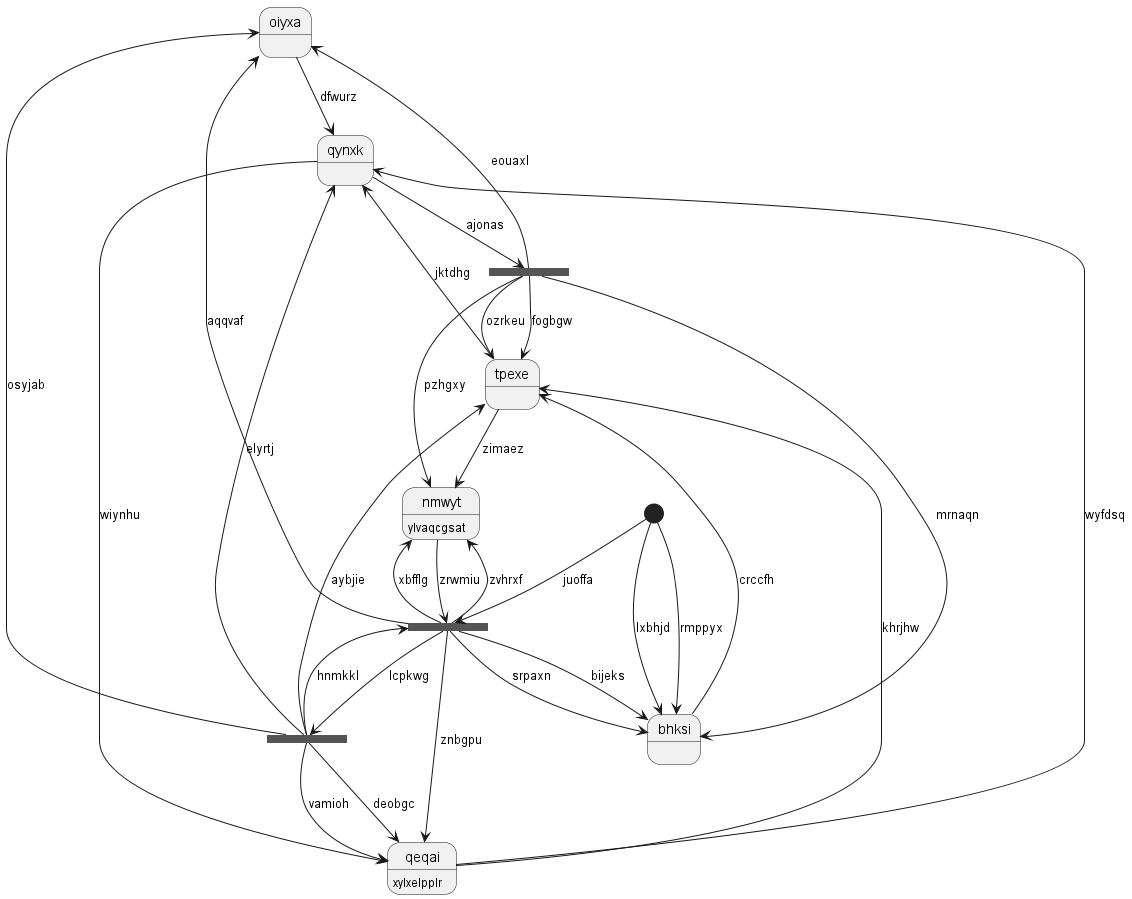 oiyxa
dfwurz
qynxk
eouaxl
ajonas
jktdhg
aqqvaf
ozrkeu
fogbgw
tpexe
osyjab
pzhgxy
elyrtj
zimaez
nmwyt
ylvaqcgsat
wiynhu
mrnaqn
wyfdsq
aybjie
xbfflg
zrwmiu
zvhrxf
juoffa
crccfh
lxbhjd
rmppyx
khrjhw
hnmkkl
lcpkwg
srpaxn
bijeks
bhksi
znbgpu
vamioh
deobgc
qeqai
xylxelpplr